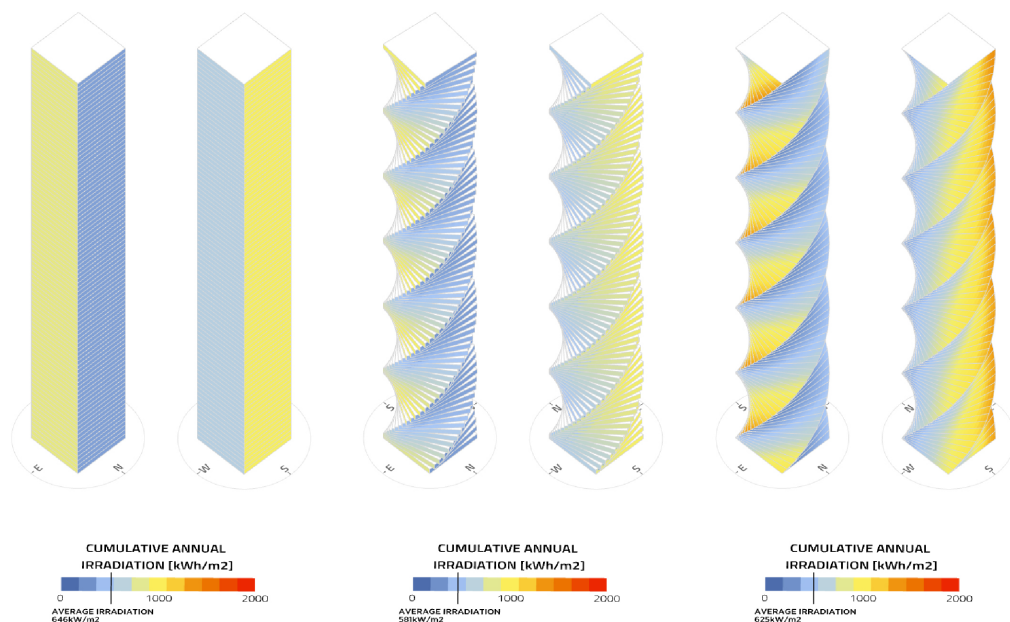 S
N
S
N
E
N
W
S
E
N
W
S
E
N
W
S
CUMULATIVE ANNUAL
IRRADIATION [kWh/m2]
0 1000 2000
AVERAGE IRRADIATION
646kW/m2
CUMULATIVE ANNUAL
IRRADIATION [kWh/m2]
0 1000 2000
AVERAGE IRRADIATION
581kW/m2
CUMULATIVE ANNUAL
IRRADIATION [kWh/m2]
0 1000 2000
AVERAGE IRRADIATION
625kW/m2